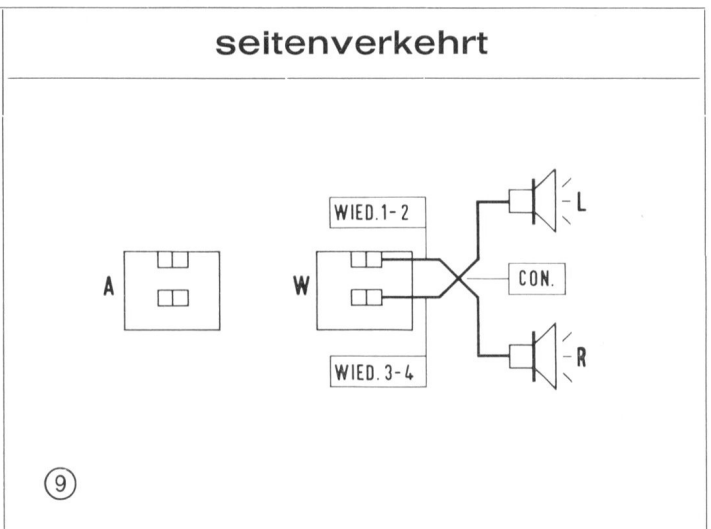 seitenverkehrt
WIED.1-2
L
A
W
CON.
WIED.3-4
R
9